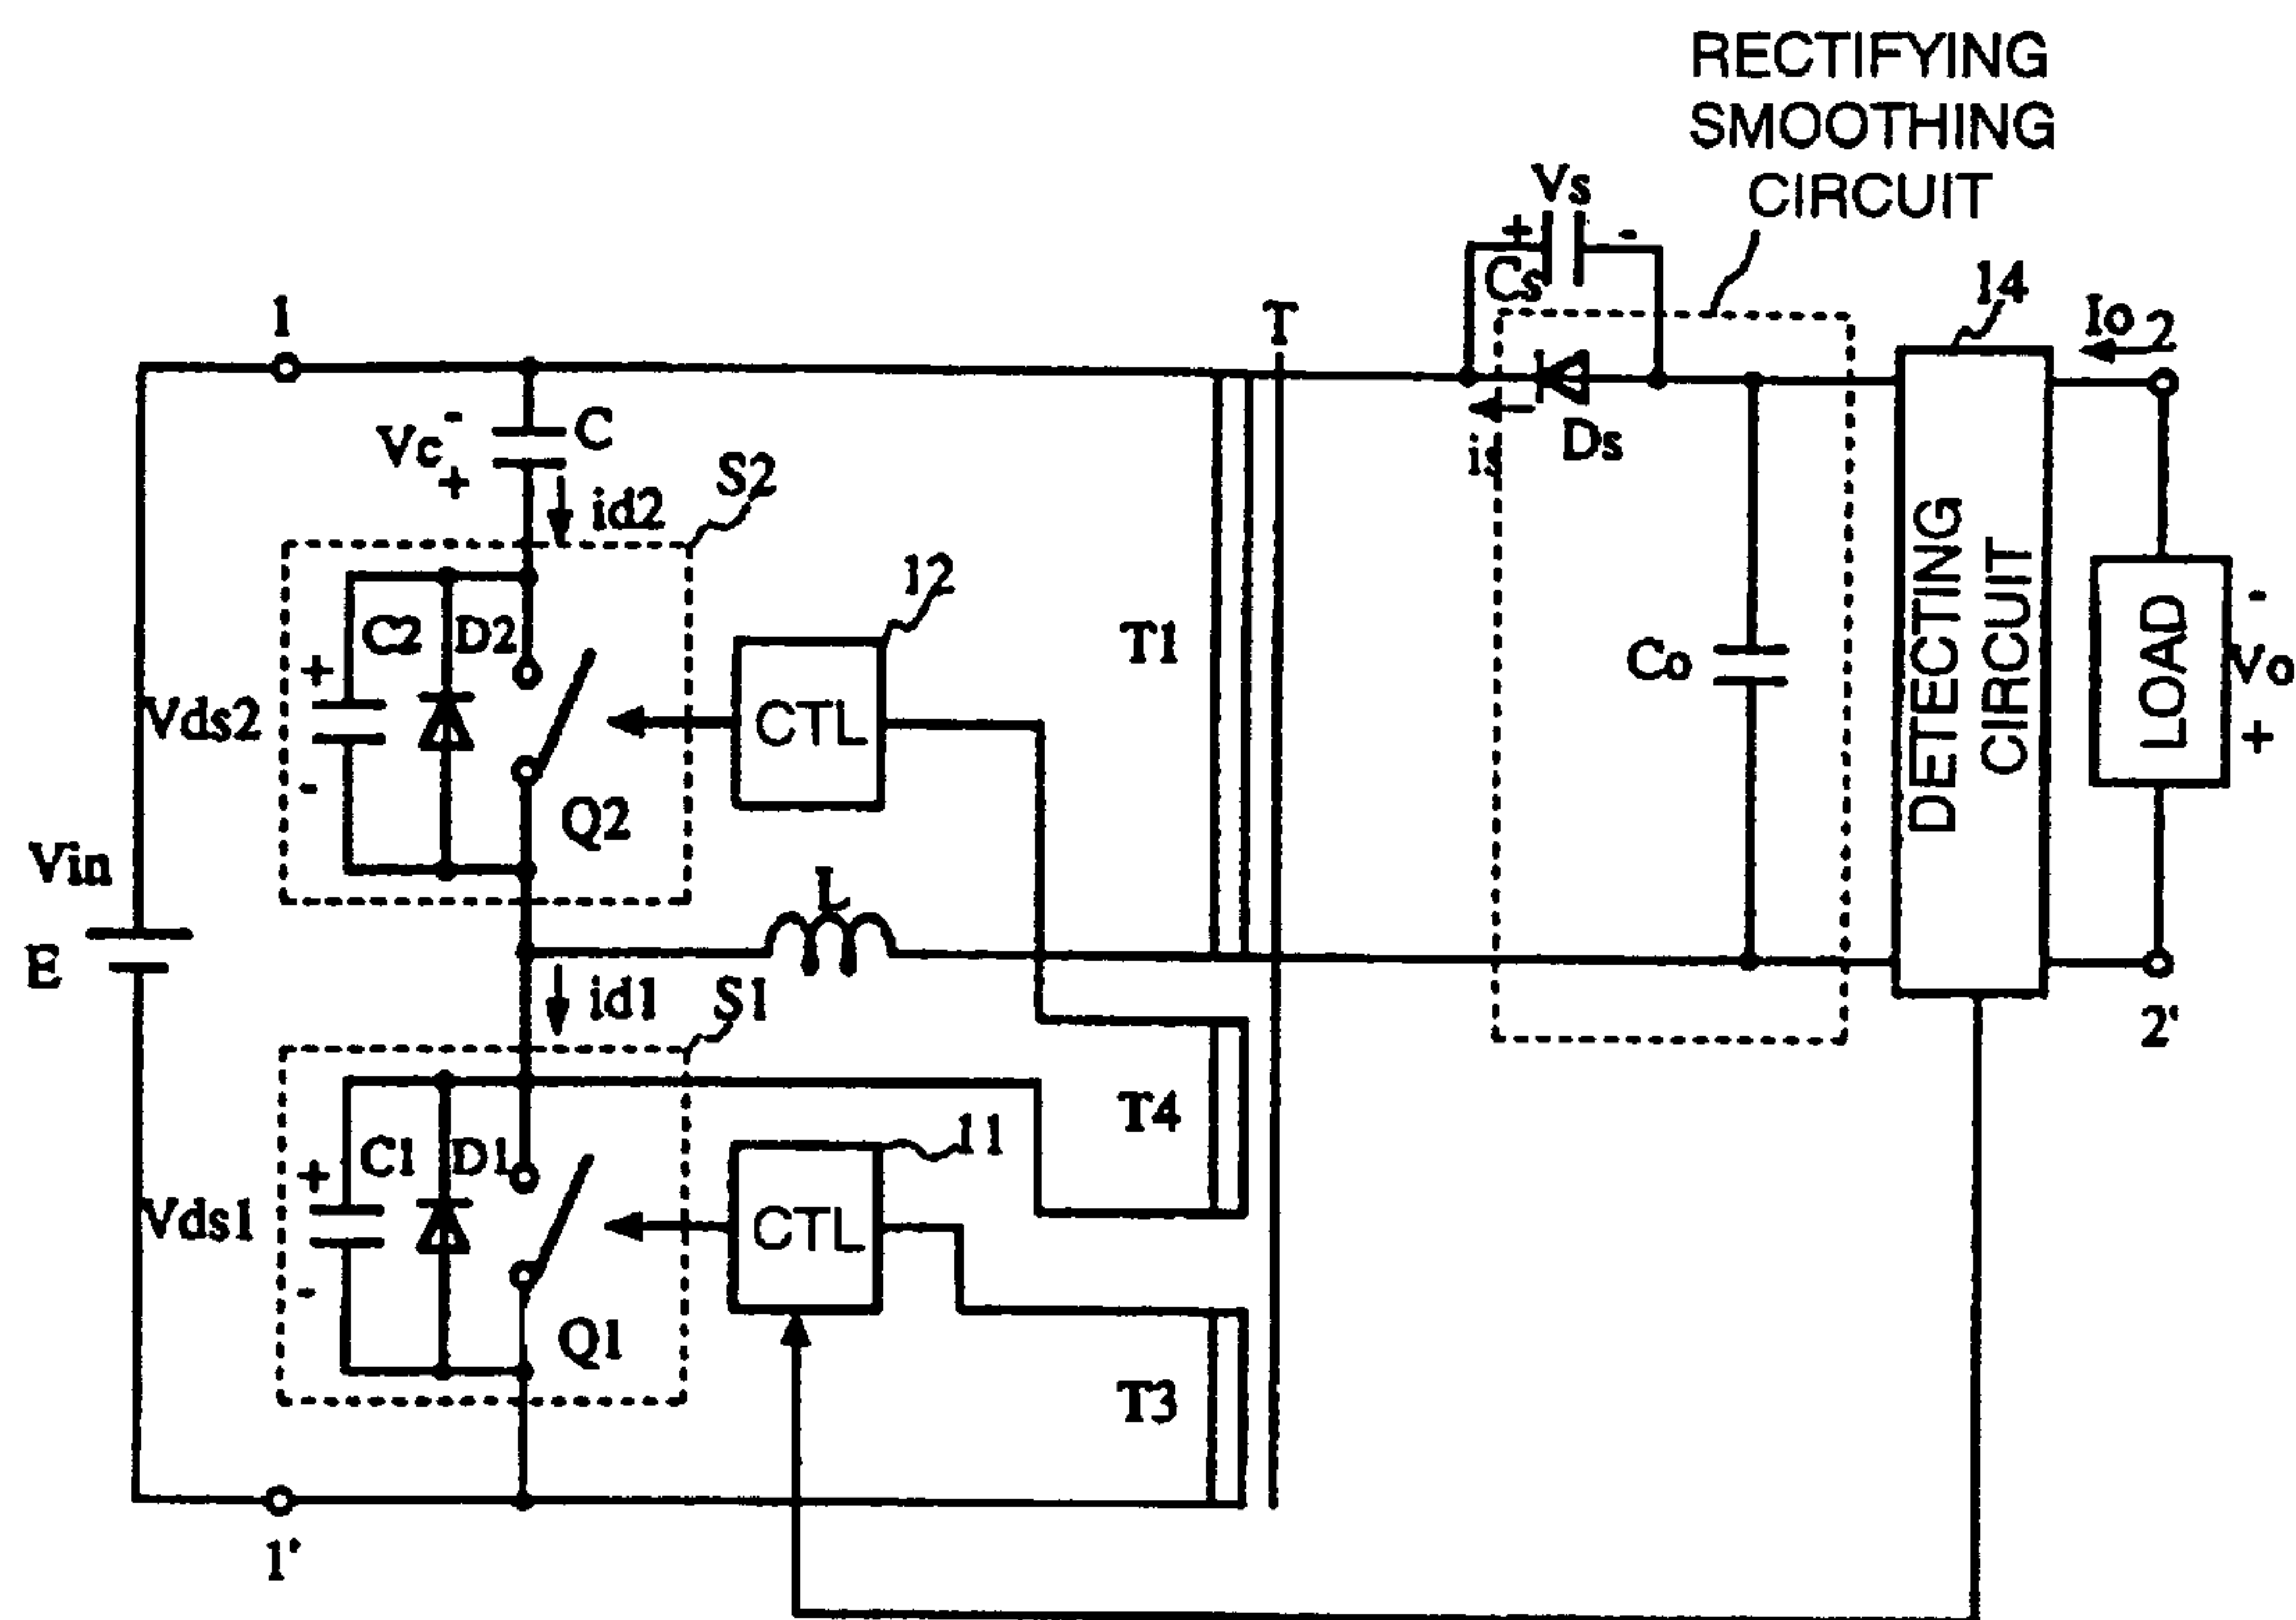 RECTIFYING
SMOOTHING
CIRCUIT
Vs
+ -
Cs
14
Io 2
1
T
Vc - +
C
id2
S2
is
Ds
12
C2 D2
T1
Co
DETECTING
CIRCUIT
LOAD
-
Vo
+
+
Vds2
-
CTL
Q2
Vin
E
L
id1
S1
2'
T4
11
C1 D1
+
Vds1
-
CTL
Q1
T3
1'